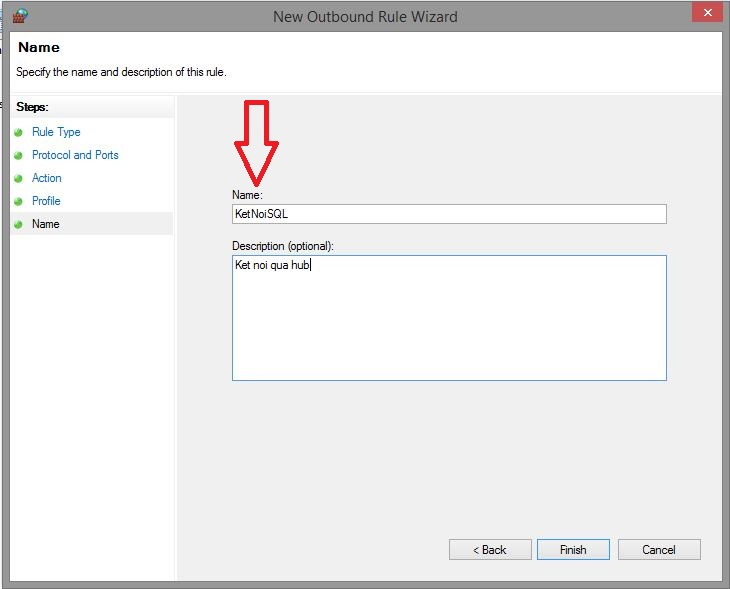 New Outbound Rule Wizard
Name
Specify the name and description of this rule.
Steps:
Rule Type
Protocol and Ports
Action
Profile
Name
Name:
KetNoiSQL
Description (optional):
Ket noi qua hub
< Back
Finish
Cancel